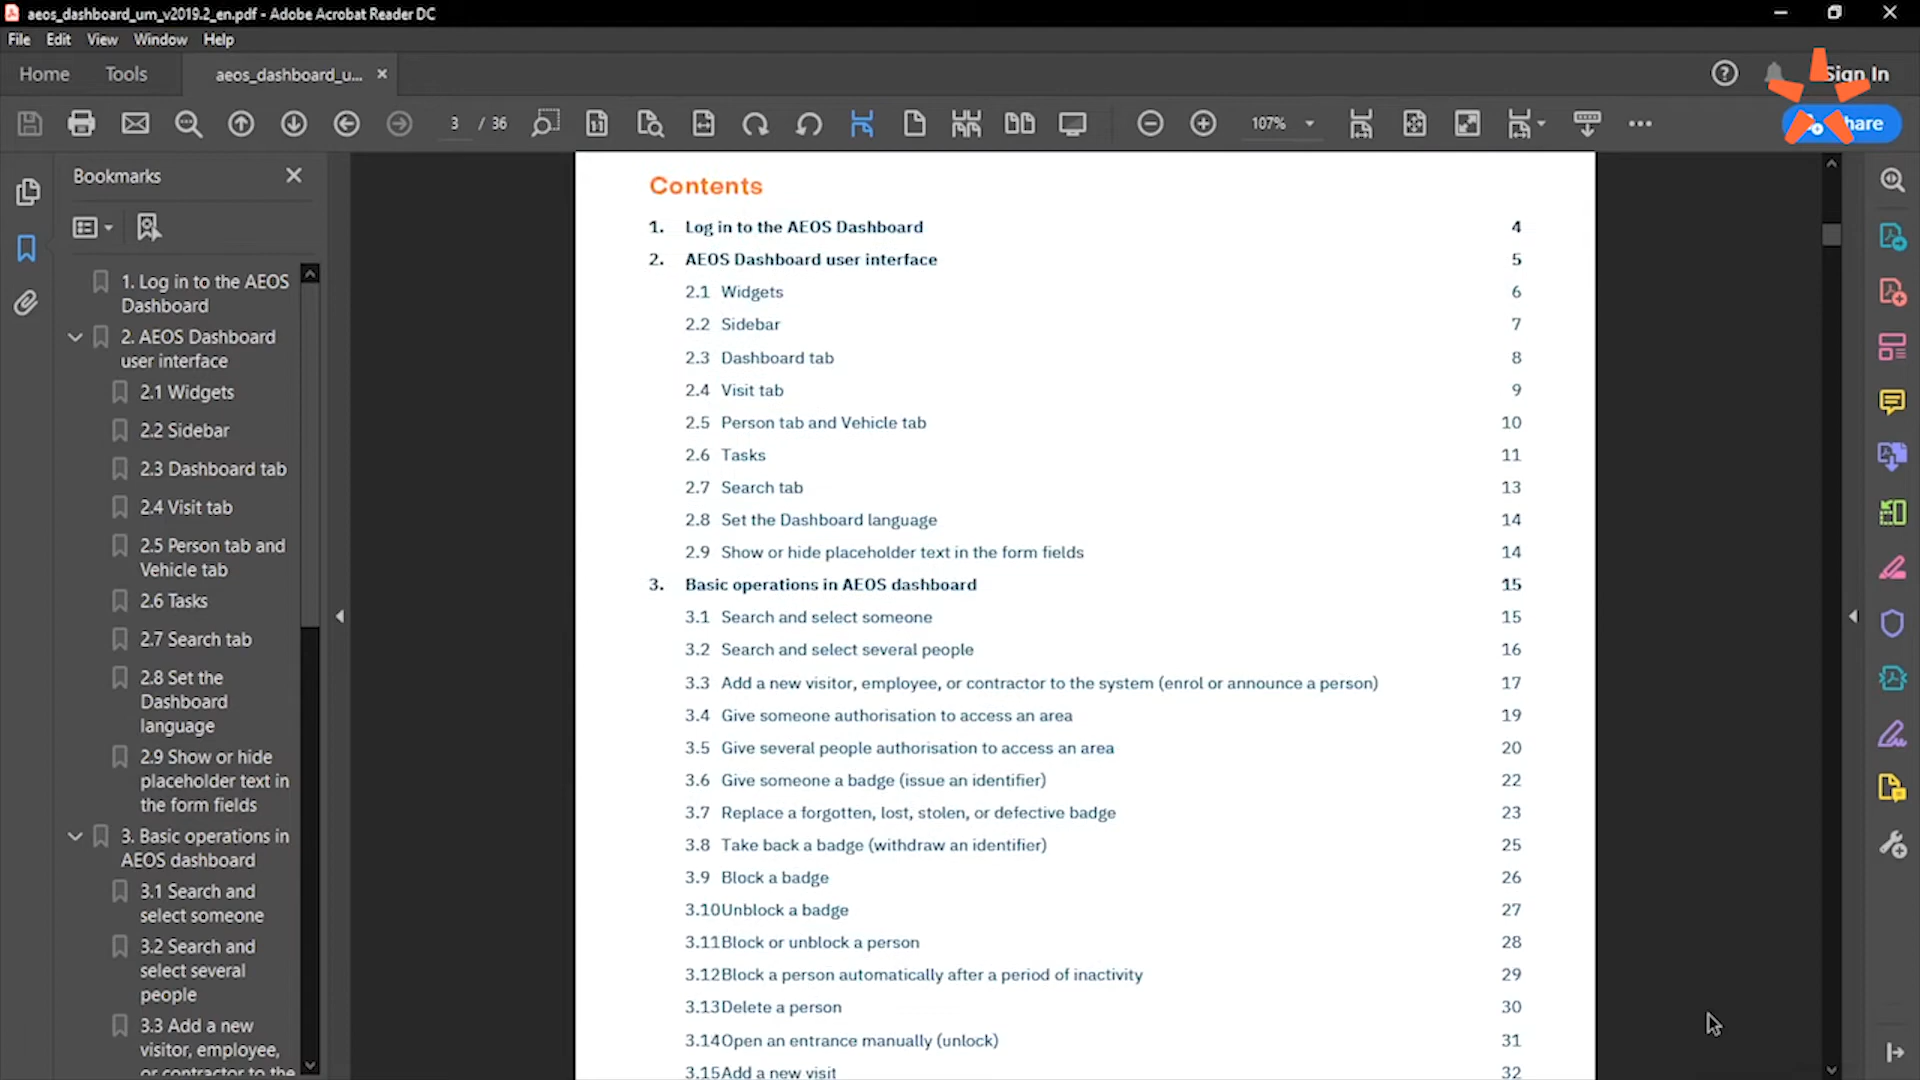 aeos_dashboard_um_v2019.2_en.pdf - Adobe Acrobat Reader DC
File Edit View Window Help
Home Tools aeos_dashboard_u... Sign In
3 / 36 107%
Bookmarks
1. Log in to the AEOS
Dashboard
2. AEOS Dashboard
user interface
2.1 Widgets
2.2 Sidebar
2.3 Dashboard tab
2.4 Visit tab
2.5 Person tab and
Vehicle tab
2.6 Tasks
2.7 Search tab
2.8 Set the
Dashboard
language
2.9 Show or hide
placeholder text in
the form fields
3. Basic operations in
AEOS dashboard
3.1 Search and
select someone
3.2 Search and
select several
people
3.3 Add a new
visitor, employee,
or contractor to the
Contents
1. Log in to the AEOS Dashboard 4
2. AEOS Dashboard user interface 5
2.1 Widgets 6
2.2 Sidebar 7
2.3 Dashboard tab 8
2.4 Visit tab 9
2.5 Person tab and Vehicle tab 10
2.6 Tasks 11
2.7 Search tab 13
2.8 Set the Dashboard language 14
2.9 Show or hide placeholder text in the form fields 14
3. Basic operations in AEOS dashboard 15
3.1 Search and select someone 15
3.2 Search and select several people 16
3.3 Add a new visitor, employee, or contractor to the system (enrol or announce a person) 17
3.4 Give someone authorisation to access an area 19
3.5 Give several people authorisation to access an area 20
3.6 Give someone a badge (issue an identifier) 22
3.7 Replace a forgotten, lost, stolen, or defective badge 23
3.8 Take back a badge (withdraw an identifier) 25
3.9 Block a badge 26
3.10Unblock a badge 27
3.11Block or unblock a person 28
3.12Block a person automatically after a period of inactivity 29
3.13Delete a person 30
3.14Open an entrance manually (unlock) 31
3.15Add a new visit 32